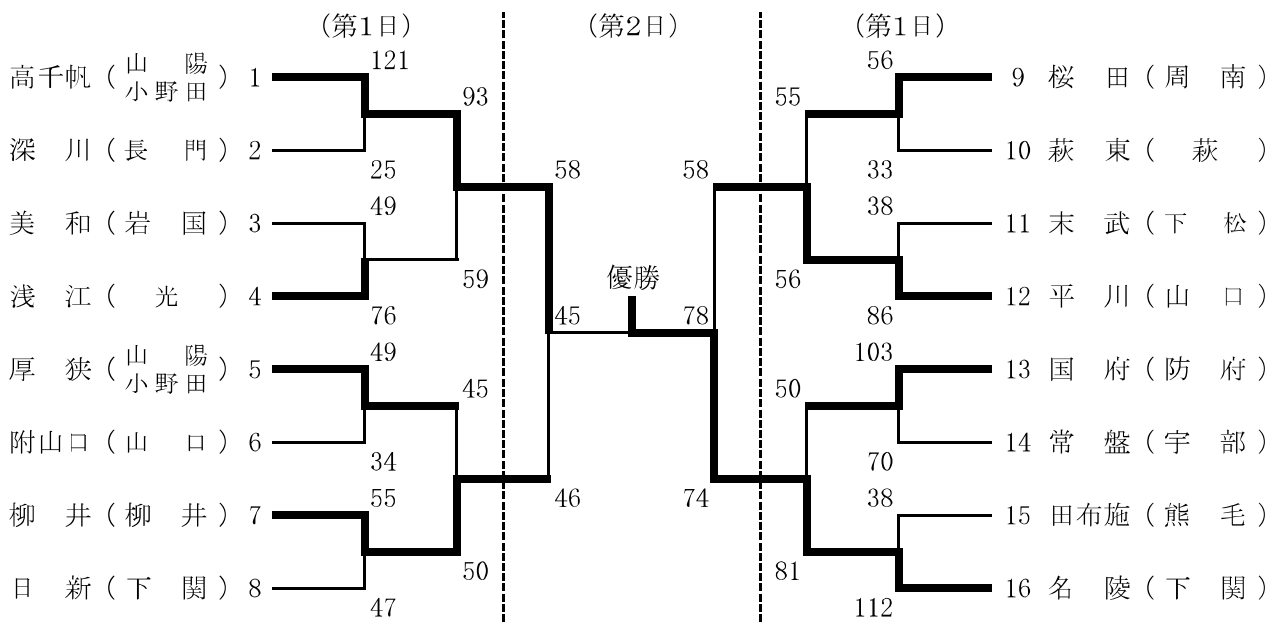 (第1日) (第2日) (第1日)
高千帆(山陽小野田) 1
深川(長門) 2
美和(岩国) 3
浅江(光) 4
厚狭(山陽小野田) 5
附山口(山口) 6
柳井(柳井) 7
日新(下関) 8
121
25
49
76
49
34
55
47
93
59
45
50
58
46
45
優勝
78
58
74
55
56
50
81
56
33
38
86
103
70
38
112
9 桜田(周南)
10 萩東(萩)
11 末武(下松)
12 平川(山口)
13 国府(防府)
14 常盤(宇部)
15 田布施(熊毛)
16 名陵(下関)